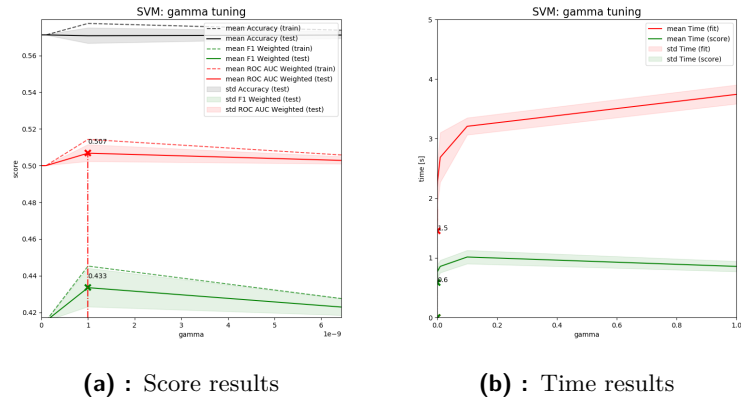 SVM: gamma tuning
mean Accuracy (train)
mean Accuracy (test)
mean F1 Weighted (train)
mean F1 Weighted (test)
mean ROC AUC Weighted (train)
mean ROC AUC Weighted (test)
std Accuracy (test)
std F1 Weighted (test)
std ROC AUC Weighted (test)
0.56
0.54
0.52
0.50
0.48
0.46
0.44
0.42
score
0.507
0.433
0 1 2 3 4 5 6
1e−9
gamma
SVM: gamma tuning
mean Time (fit)
mean Time (score)
std Time (fit)
std Time (score)
5
4
3
2
1
0
time [s]
1.5
0.6
0.0 0.2 0.4 0.6 0.8 1.0
gamma
(a) : Score results
(b) : Time results